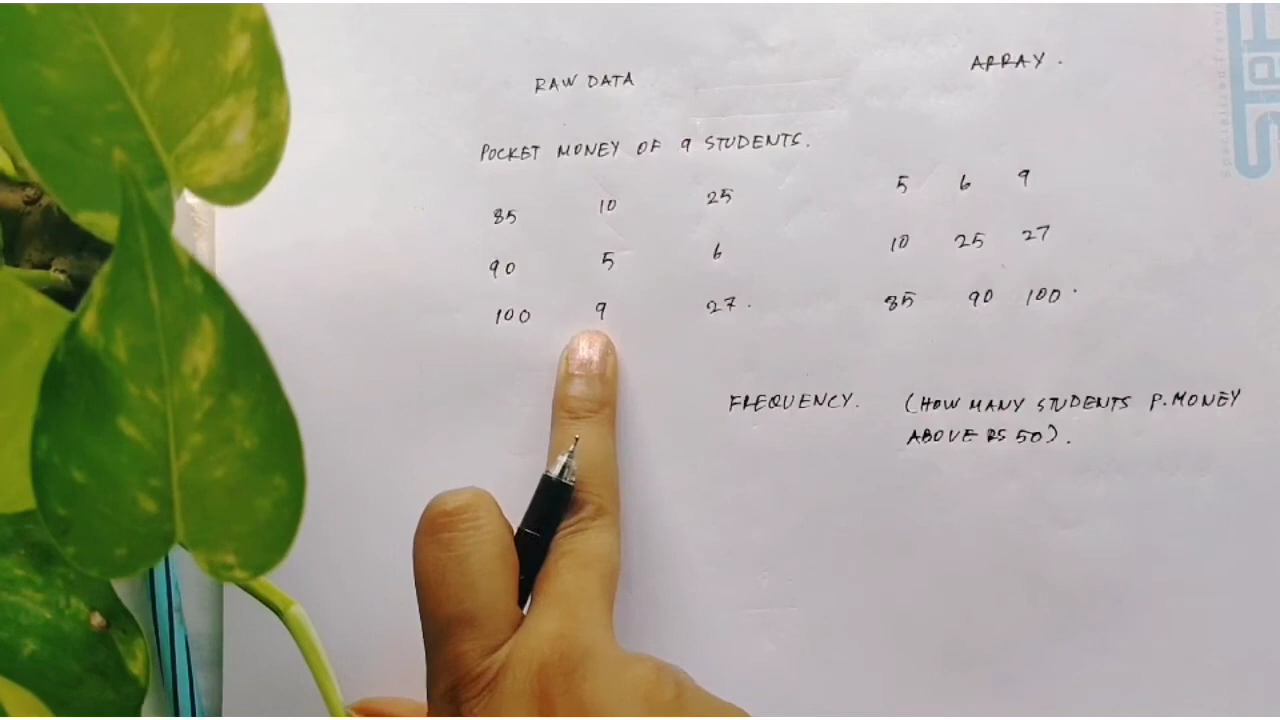 RAW DATA
POCKET MONEY OF 9 STUDENTS.
85 10 25
90 5 6
100 9 27.
ARRAY.
5 6 9
10 25 27
85 90 100.
FREQUENCY. (HOW MANY STUDENTS P. MONEY
ABOVE RS 50).